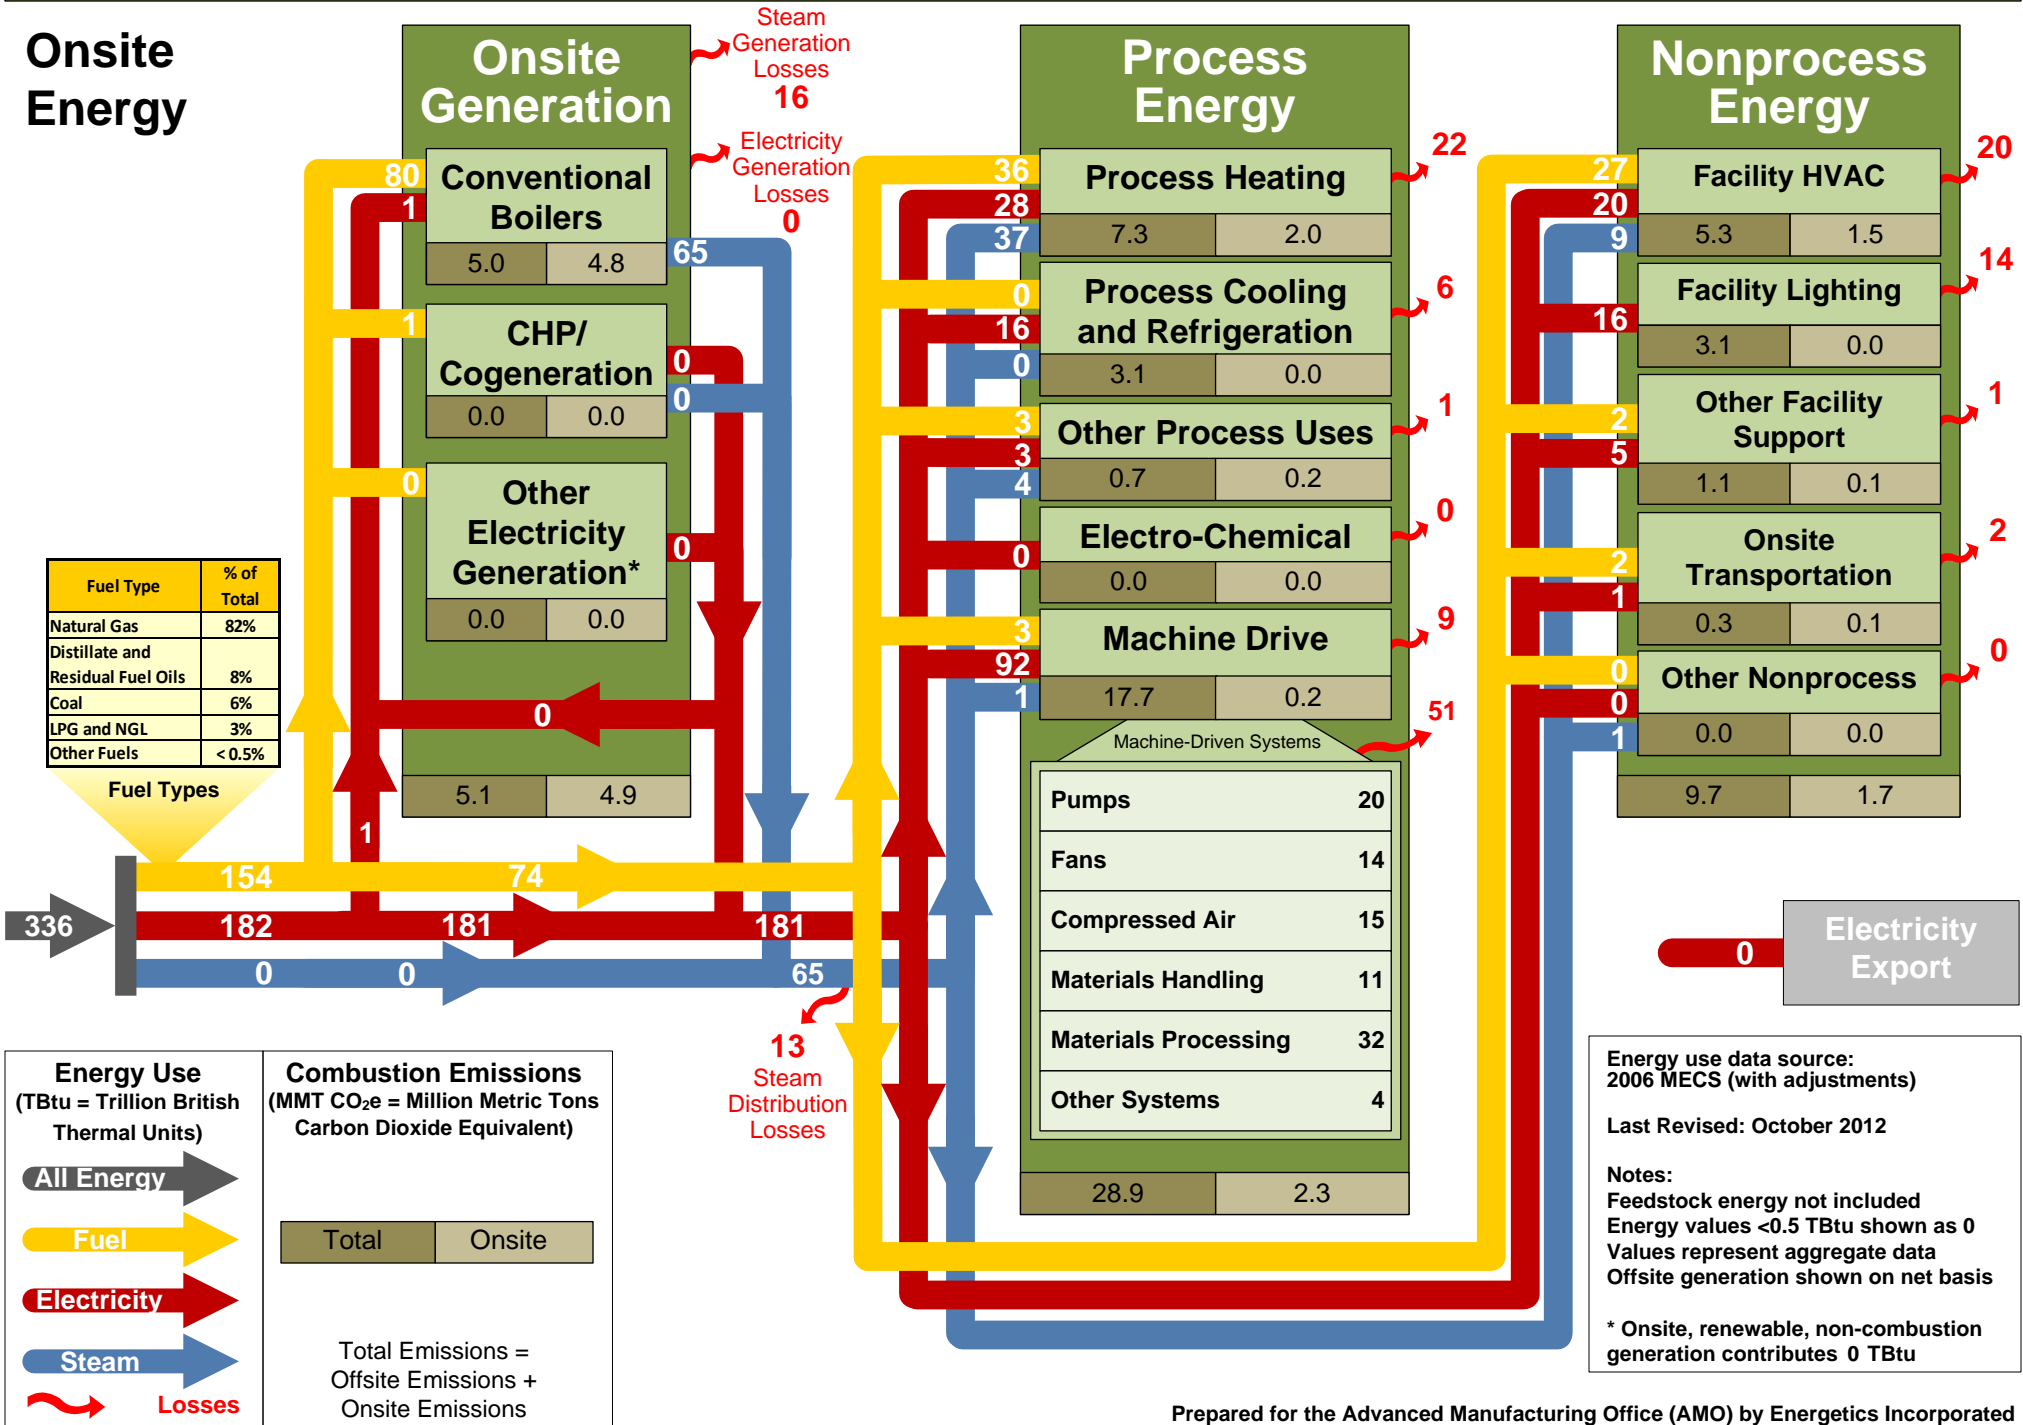 Onsite
Energy
Onsite
Generation
Steam
Generation
Losses
16
Electricity
Generation
Losses
0
80
1
Conventional
Boilers
5.0 4.8
65
1
CHP/
Cogeneration
0.0 0.0
0
0
0
Other
Electricity
Generation*
0.0 0.0
0
0
5.1 4.9
Fuel Type % of
Total
Natural Gas 82%
Distillate and
Residual Fuel Oils 8%
Coal 6%
LPG and NGL 3%
Other Fuels < 0.5%
Fuel Types
1
336
154 74
182 181 181
0 0 65
13
Steam
Distribution
Losses
Process
Energy
36
28
37
Process Heating
7.3 2.0
22
0
16
0
Process Cooling
and Refrigeration
3.1 0.0
6
3
3
4
Other Process Uses
0.7 0.2
1
0
Electro-Chemical
0.0 0.0
0
3
92
1
Machine Drive
17.7 0.2
9
51
Machine-Driven Systems
Pumps 20
Fans 14
Compressed Air 15
Materials Handling 11
Materials Processing 32
Other Systems 4
28.9 2.3
Nonprocess
Energy
27
20
9
Facility HVAC
5.3 1.5
20
16
Facility Lighting
3.1 0.0
14
2
5
Other Facility
Support
1.1 0.1
1
2
1
Onsite
Transportation
0.3 0.1
2
0
0
1
Other Nonprocess
0.0 0.0
0
9.7 1.7
0
Electricity
Export
Energy Use
(TBtu = Trillion British
Thermal Units)
All Energy
Fuel
Electricity
Steam
Losses
Combustion Emissions
(MMT CO₂e = Million Metric Tons
Carbon Dioxide Equivalent)
Total Onsite
Total Emissions =
Offsite Emissions +
Onsite Emissions
Energy use data source:
2006 MECS (with adjustments)
Last Revised: October 2012
Notes:
Feedstock energy not included
Energy values <0.5 TBtu shown as 0
Values represent aggregate data
Offsite generation shown on net basis
* Onsite, renewable, non-combustion
generation contributes 0 TBtu
Prepared for the Advanced Manufacturing Office (AMO) by Energetics Incorporated